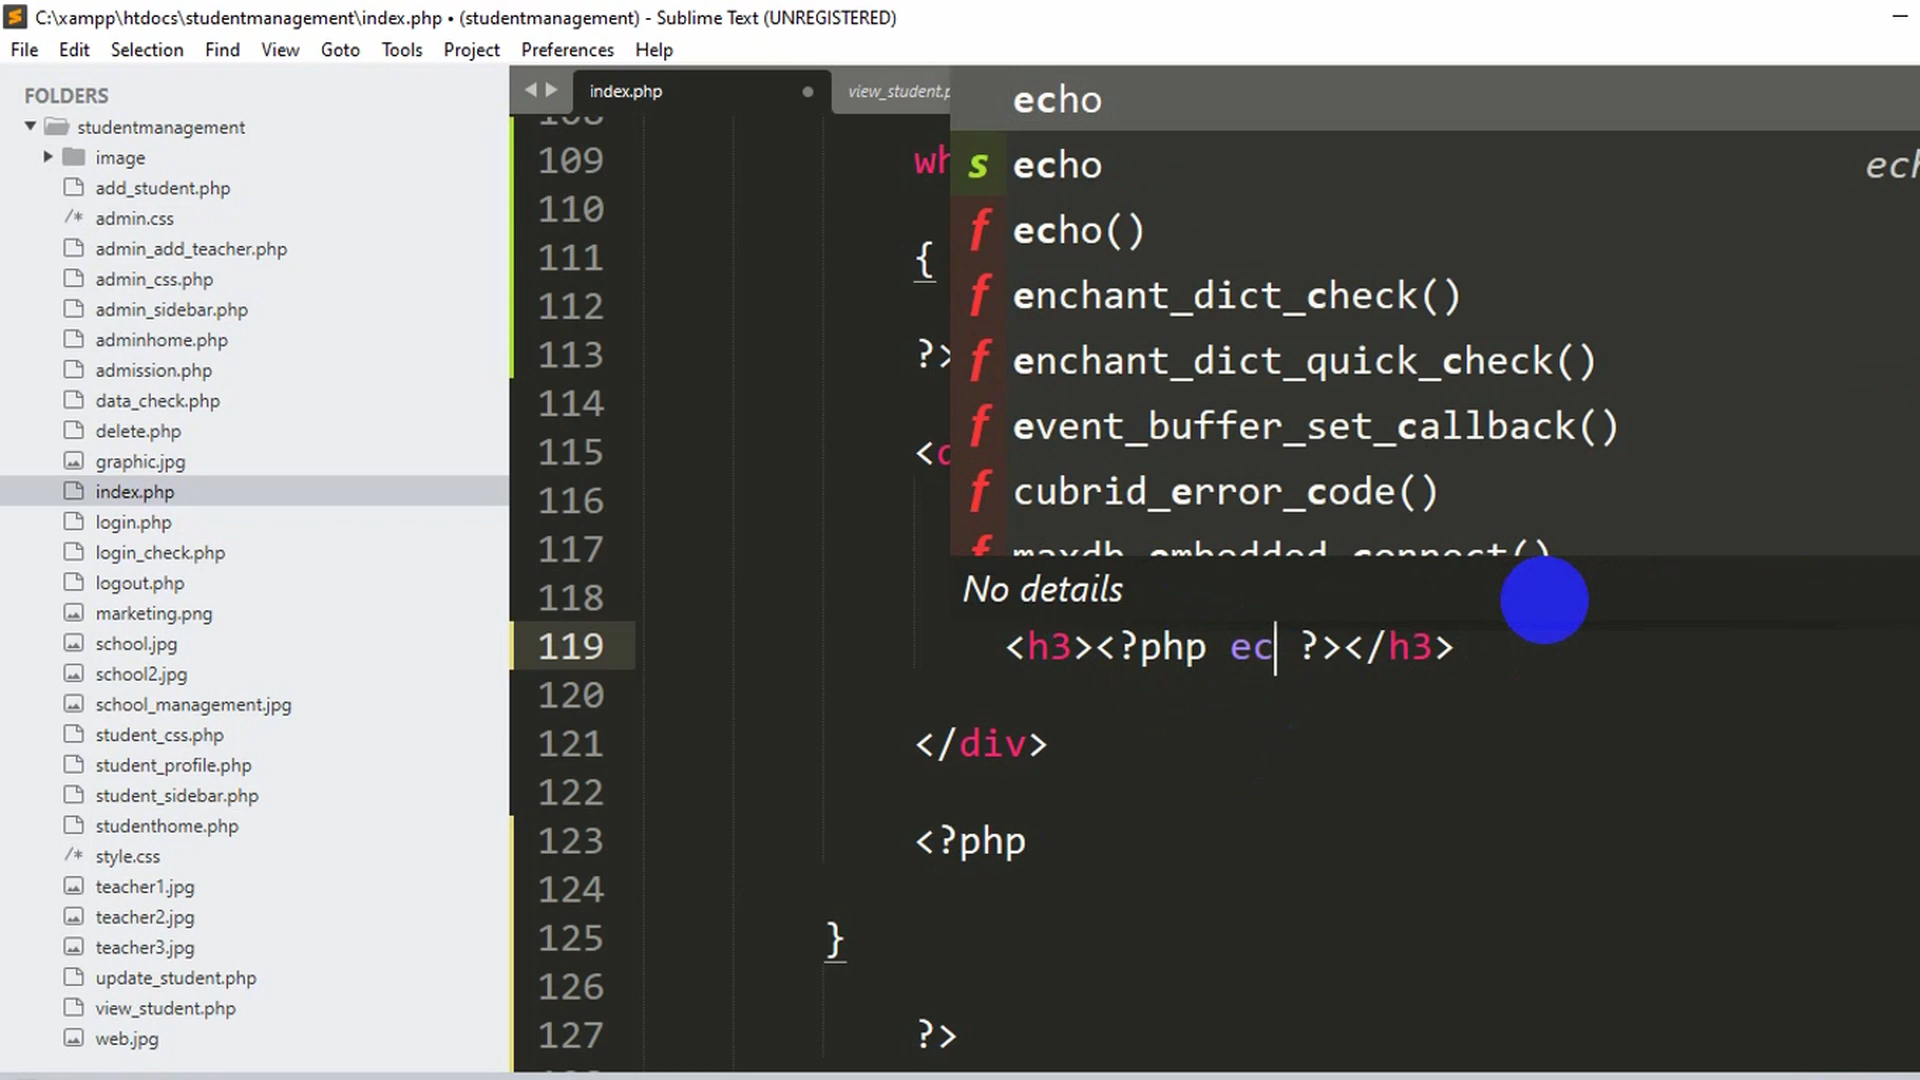 C:\xampp\htdocs\studentmanagement\index.php • (studentmanagement) - Sublime Text (UNREGISTERED)
File Edit Selection Find View Goto Tools Project Preferences Help
FOLDERS
studentmanagement
image
add_student.php
/* admin.css
admin_add_teacher.php
admin_css.php
admin_sidebar.php
adminhome.php
admission.php
data_check.php
delete.php
graphic.jpg
index.php
login.php
login_check.php
logout.php
marketing.png
school.jpg
school2.jpg
school_management.jpg
student_css.php
student_profile.php
student_sidebar.php
studenthome.php
/* style.css
teacher1.jpg
teacher2.jpg
teacher3.jpg
update_student.php
view_student.php
web.jpg
index.php view_student.p
108
109 wh
110
111 {
112
113 ?>
114
115 <d
116
117
118
119 <h3><?php ec ?></h3>
120
121 </div>
122
123 <?php
124
125 }
126
127 ?>
echo
s echo ech
f echo()
f enchant_dict_check()
f enchant_dict_quick_check()
f event_buffer_set_callback()
f cubrid_error_code()
f maxdb_embedded_connect()
No details